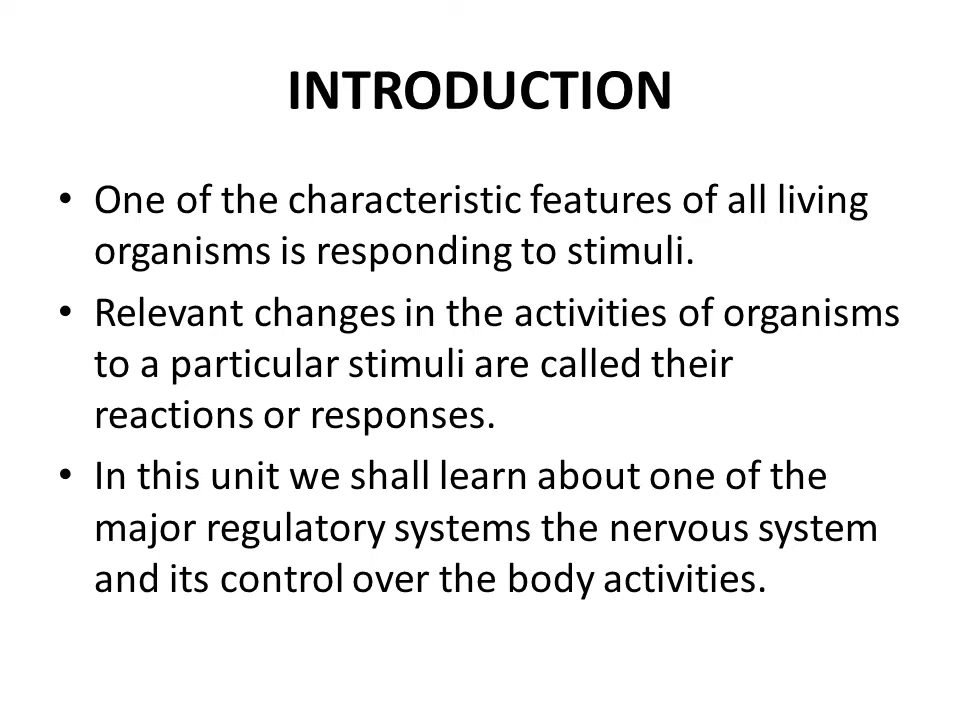 INTRODUCTION
• One of the characteristic features of all living
organisms is responding to stimuli.
• Relevant changes in the activities of organisms
to a particular stimuli are called their
reactions or responses.
• In this unit we shall learn about one of the
major regulatory systems the nervous system
and its control over the body activities.